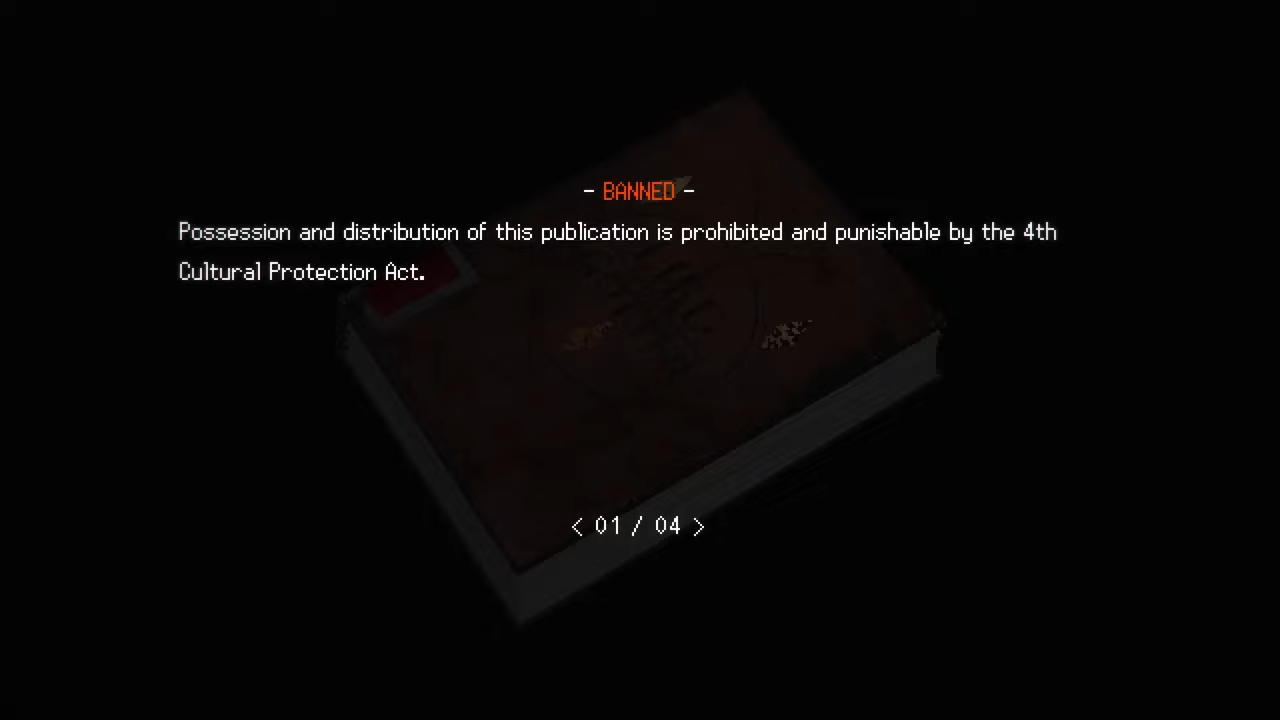 - BANNED -
Possession and distribution of this publication is prohibited and punishable by the 4th
Cultural Protection Act.
< 01 / 04 >